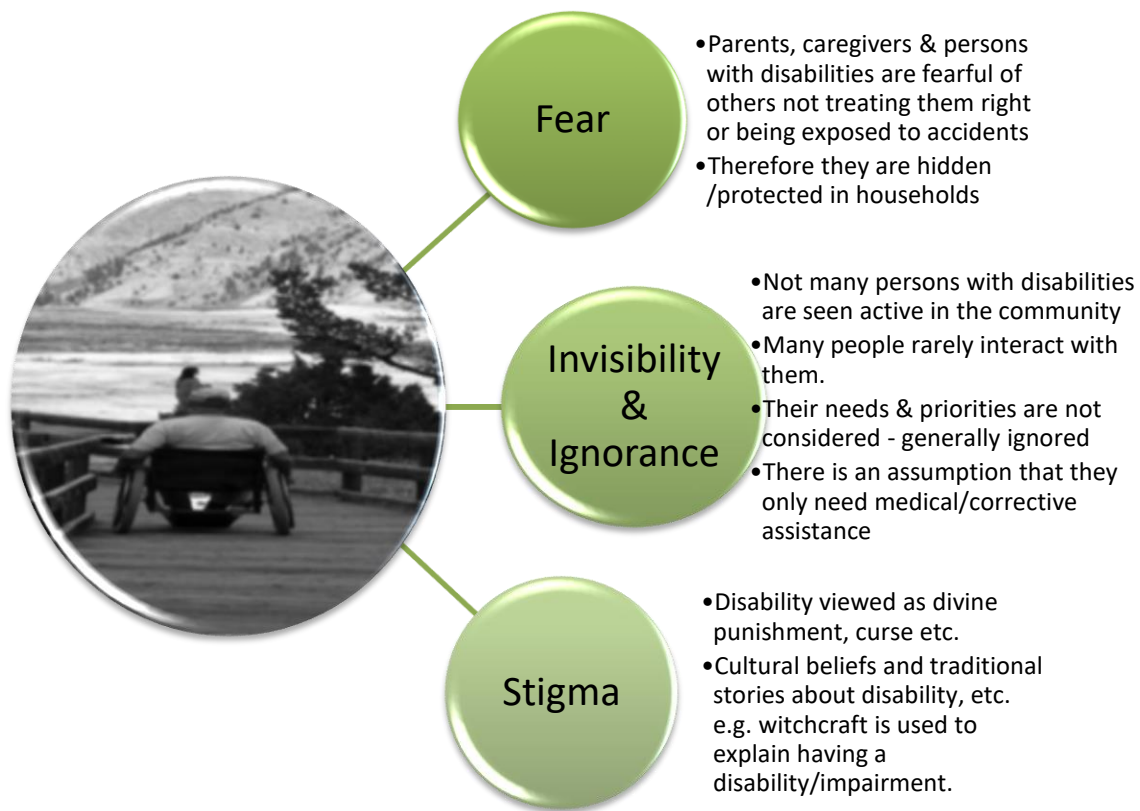 Fear
•Parents, caregivers & persons
with disabilities are fearful of
others not treating them right
or being exposed to accidents
•Therefore they are hidden
/protected in households
Invisibility
&
Ignorance
•Not many persons with disabilities
are seen active in the community
•Many people rarely interact with
them.
•Their needs & priorities are not
considered - generally ignored
•There is an assumption that they
only need medical/corrective
assistance
Stigma
•Disability viewed as divine
punishment, curse etc.
•Cultural beliefs and traditional
stories about disability, etc.
e.g. witchcraft is used to
explain having a
disability/impairment.